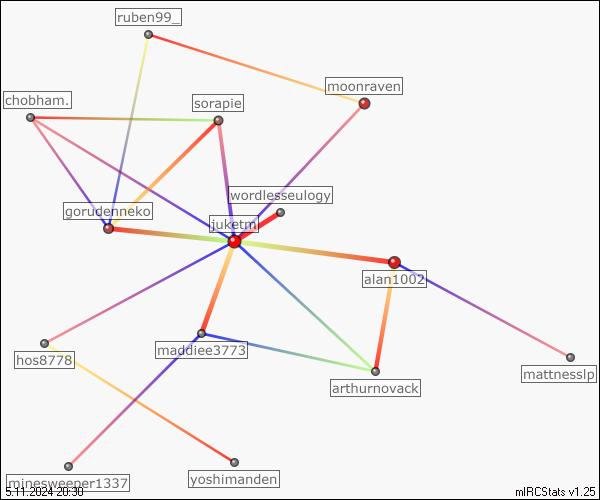 ruben99_
moonraven
chobham.
sorapie
wordlesseulogy
gorudenneko
juketm
alan1002
maddiee3773
hos8778
mattnesslp
arthurnovack
minesweeper1337
yoshimanden
5.11.2024 20:30
mIRCStats v1.25